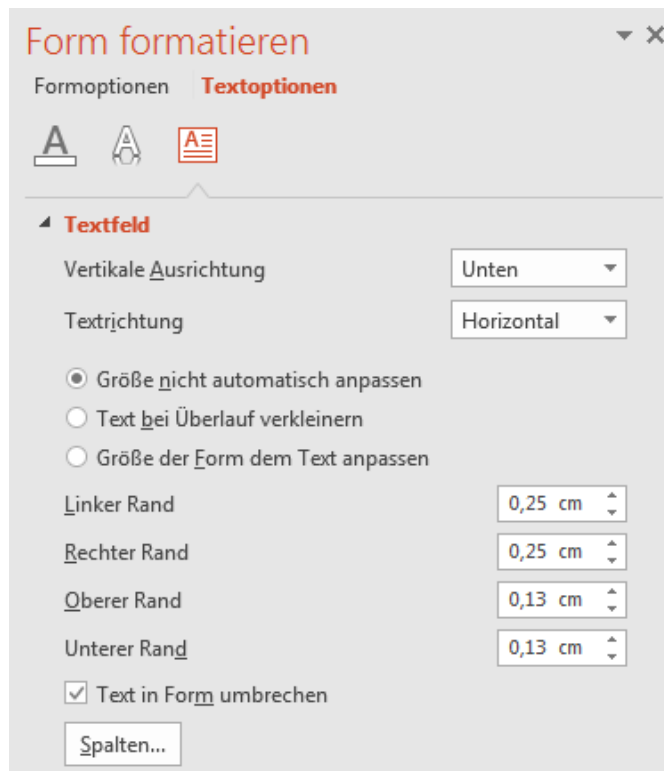 Form formatieren
Formoptionen Textoptionen
Textfeld
Vertikale Ausrichtung Unten
Textrichtung Horizontal
Größe nicht automatisch anpassen
Text bei Überlauf verkleinern
Größe der Form dem Text anpassen
Linker Rand 0,25 cm
Rechter Rand 0,25 cm
Oberer Rand 0,13 cm
Unterer Rand 0,13 cm
Text in Form umbrechen
Spalten...